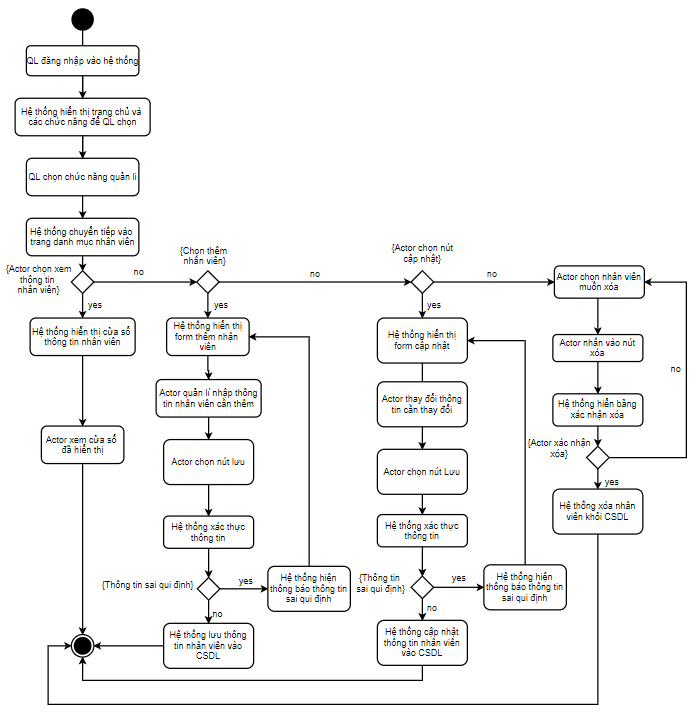 QL đăng nhập vào hệ thống
Hệ thống hiển thị trang chủ và
các chức năng để QL chọn
QL chọn chức năng quản lí
Hệ thống chuyển tiếp vào
trang danh mục nhân viên
{Actor chọn xem
thông tin
nhân viên}
no
yes
Hệ thống hiển thị cửa sổ
thông tin nhân viên
Actor xem cửa sổ
đã hiển thị
{Chọn thêm
nhân viên}
no
yes
Hệ thống hiển thị
form thêm nhân
viên
Actor quản lí nhập thông
tin nhân viên cần thêm
Actor chọn nút lưu
Hệ thống xác thực
thông tin
{Thông tin sai qui định}
yes
Hệ thống hiện
thông báo thông tin
sai qui định
no
Hệ thống lưu thông
tin nhân viên vào
CSDL
{Actor chọn nút
cập nhật}
no
yes
Hệ thống hiển thị
form cập nhật
Actor thay đổi thông
tin cần thay đổi
Actor chọn nút Lưu
Hệ thống xác thực
thông tin
{Thông tin
sai qui định}
yes
Hệ thống hiện
thông báo thông tin
sai qui định
no
Hệ thống cập nhật
thông tin nhân viên
vào CSDL
Actor chọn nhân viên
muốn xóa
Actor nhấn vào nút
xóa
Hệ thống hiển bảng
xác nhận xóa
{Actor xác nhận
xóa}
no
yes
Hệ thống xóa nhân
viên khỏi CSDL